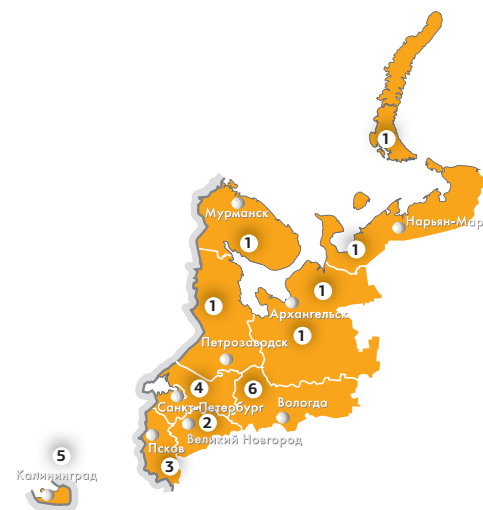 1
Мурманск
Нарьян-Мар
1
1
1
1
Архангельск
1
Петрозаводск
4
6
Санкт-Петербург
Вологда
2
Великий Новгород
Псков
5
3
Калининград